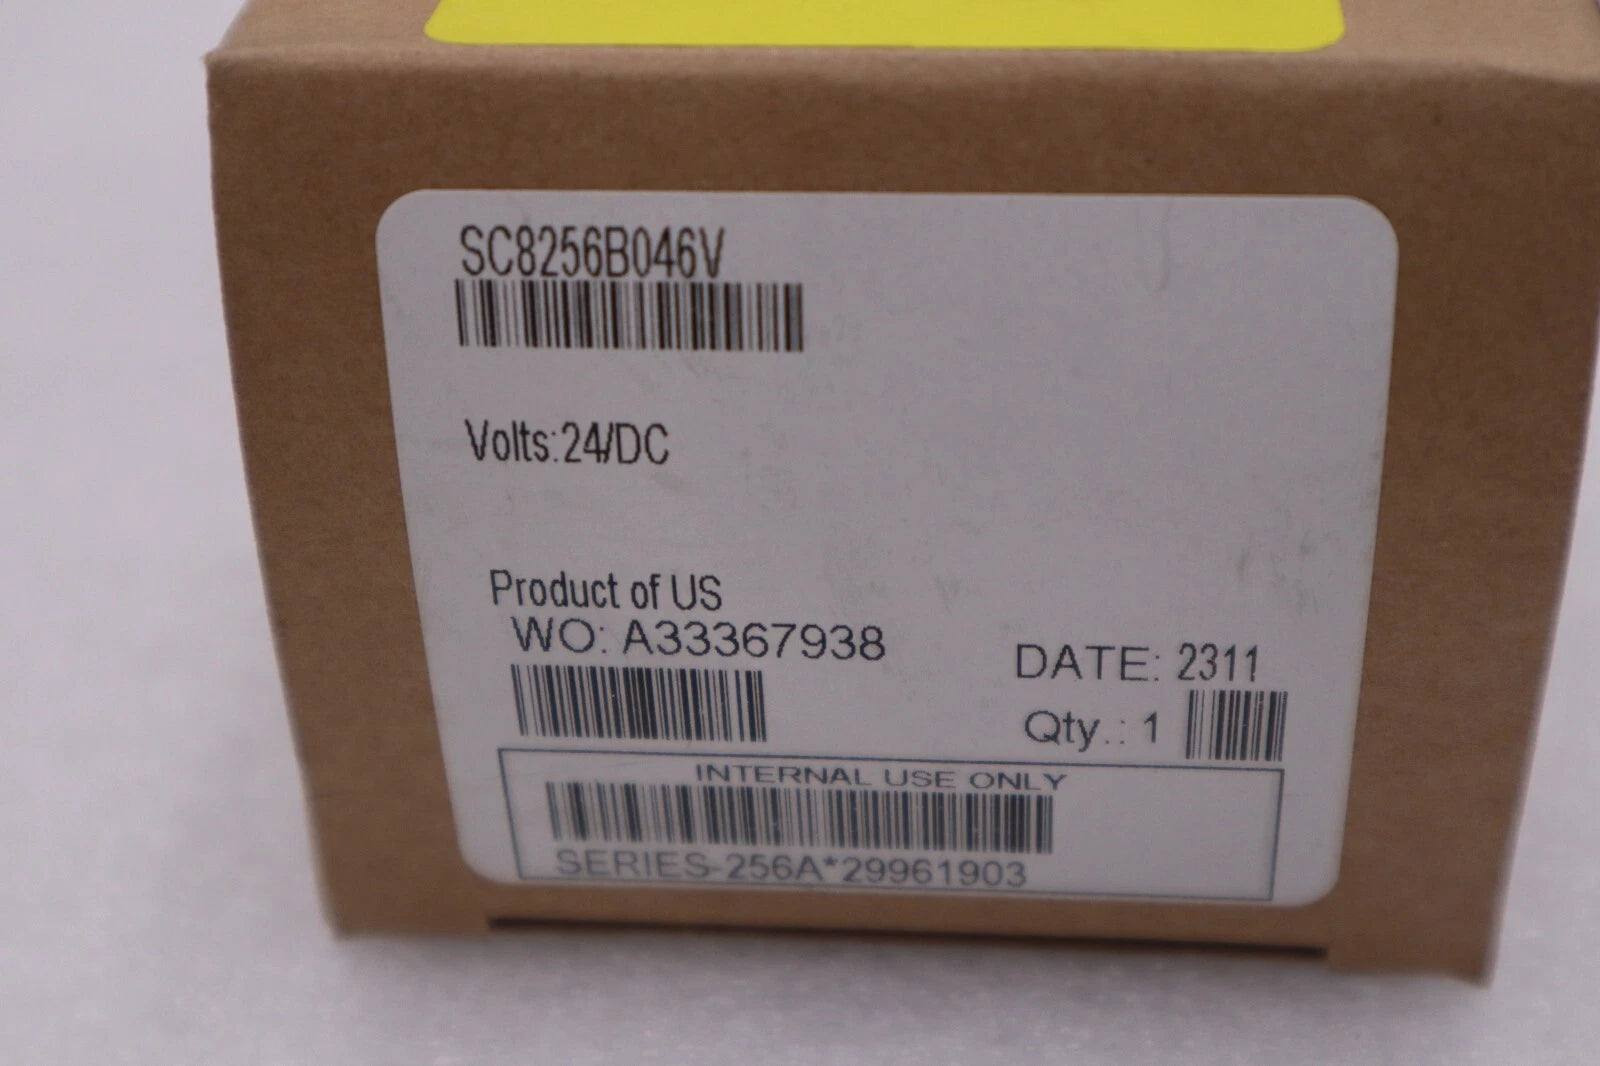 SC8256B046V
Volts:24/DC
Product of US
WO: A33367938
DATE: 2311
Qty.: 1
INTERNAL USE ONLY
SERIES-256A*29961903